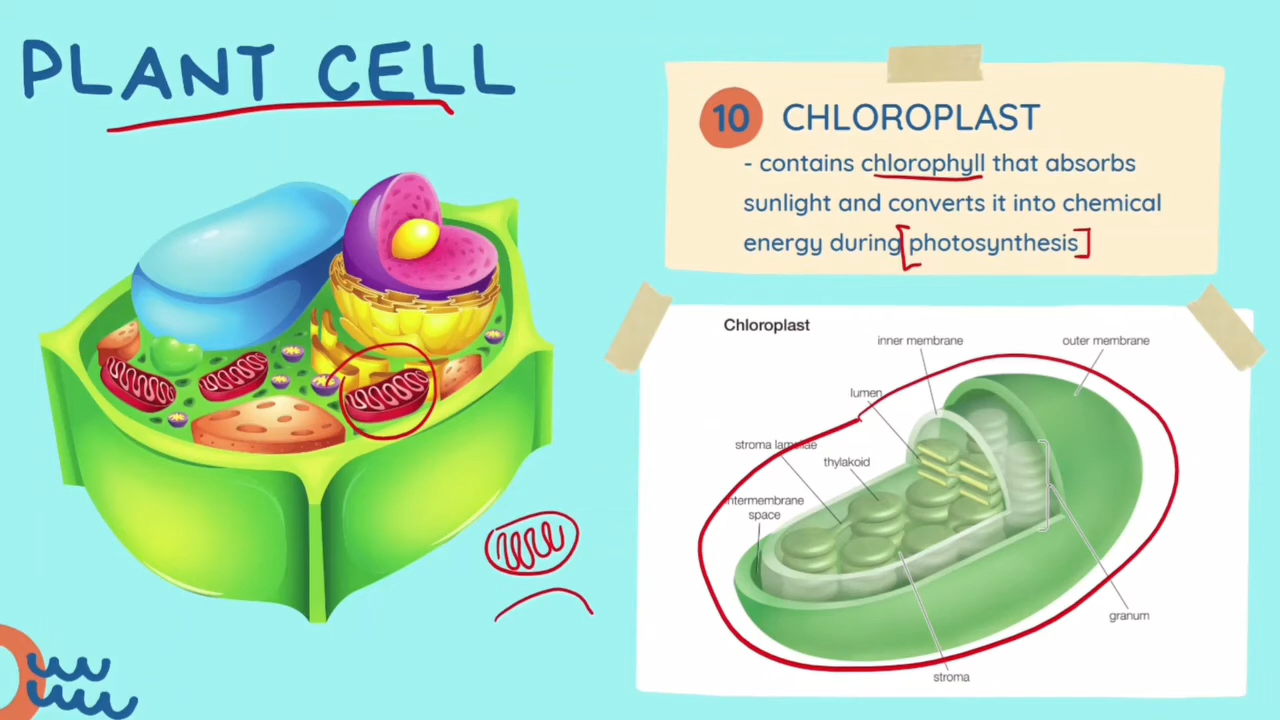 PLANT CELL
10 CHLOROPLAST
- contains chlorophyll that absorbs
sunlight and converts it into chemical
energy during photosynthesis
Chloroplast
inner membrane
outer membrane
lumen
stroma lamellae
thylakoid
intermembrane
space
granum
stroma